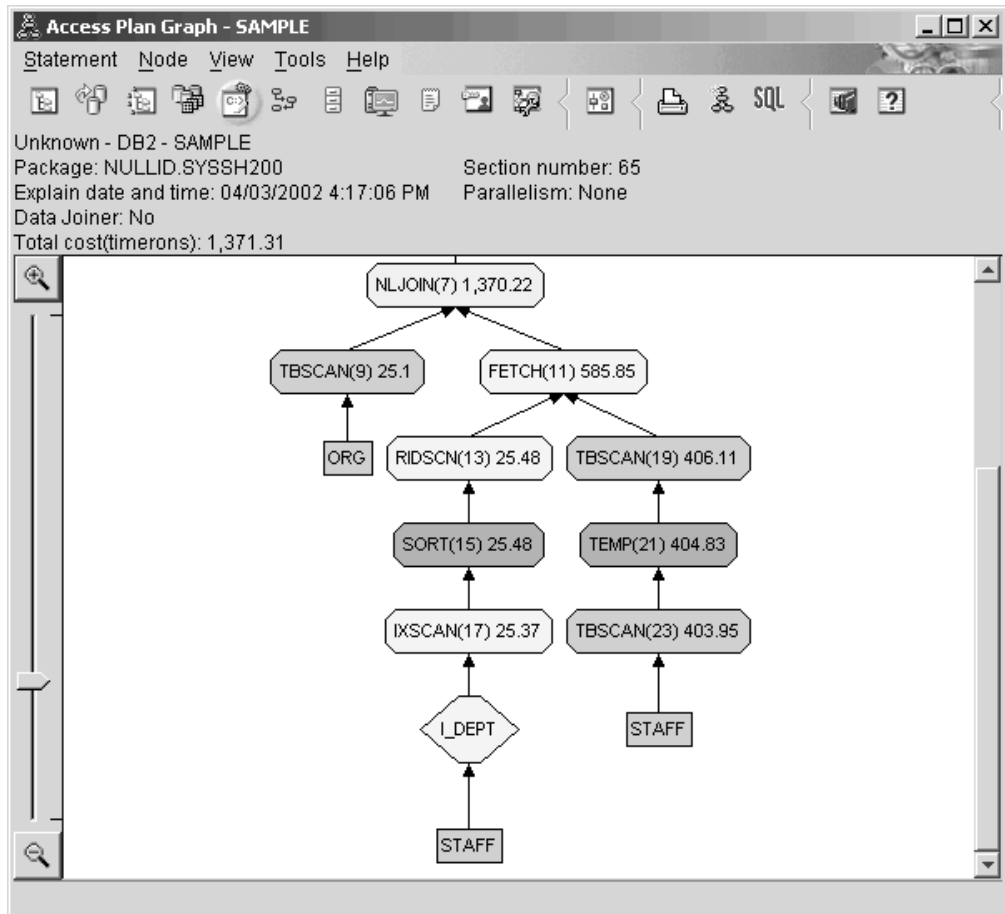 Access Plan Graph - SAMPLE
Statement Node View Tools Help
SQL ?
Unknown - DB2 - SAMPLE
Package: NULLID.SYSSH200 Section number: 65
Explain date and time: 04/03/2002 4:17:06 PM Parallelism: None
Data Joiner: No
Total cost(timerons): 1,371.31
NLJOIN(7) 1,370.22
TBSCAN(9) 25.1 FETCH(11) 585.85
ORG RIDSCN(13) 25.48 TBSCAN(19) 406.11
SORT(15) 25.48 TEMP(21) 404.83
IXSCAN(17) 25.37 TBSCAN(23) 403.95
I_DEPT STAFF
STAFF